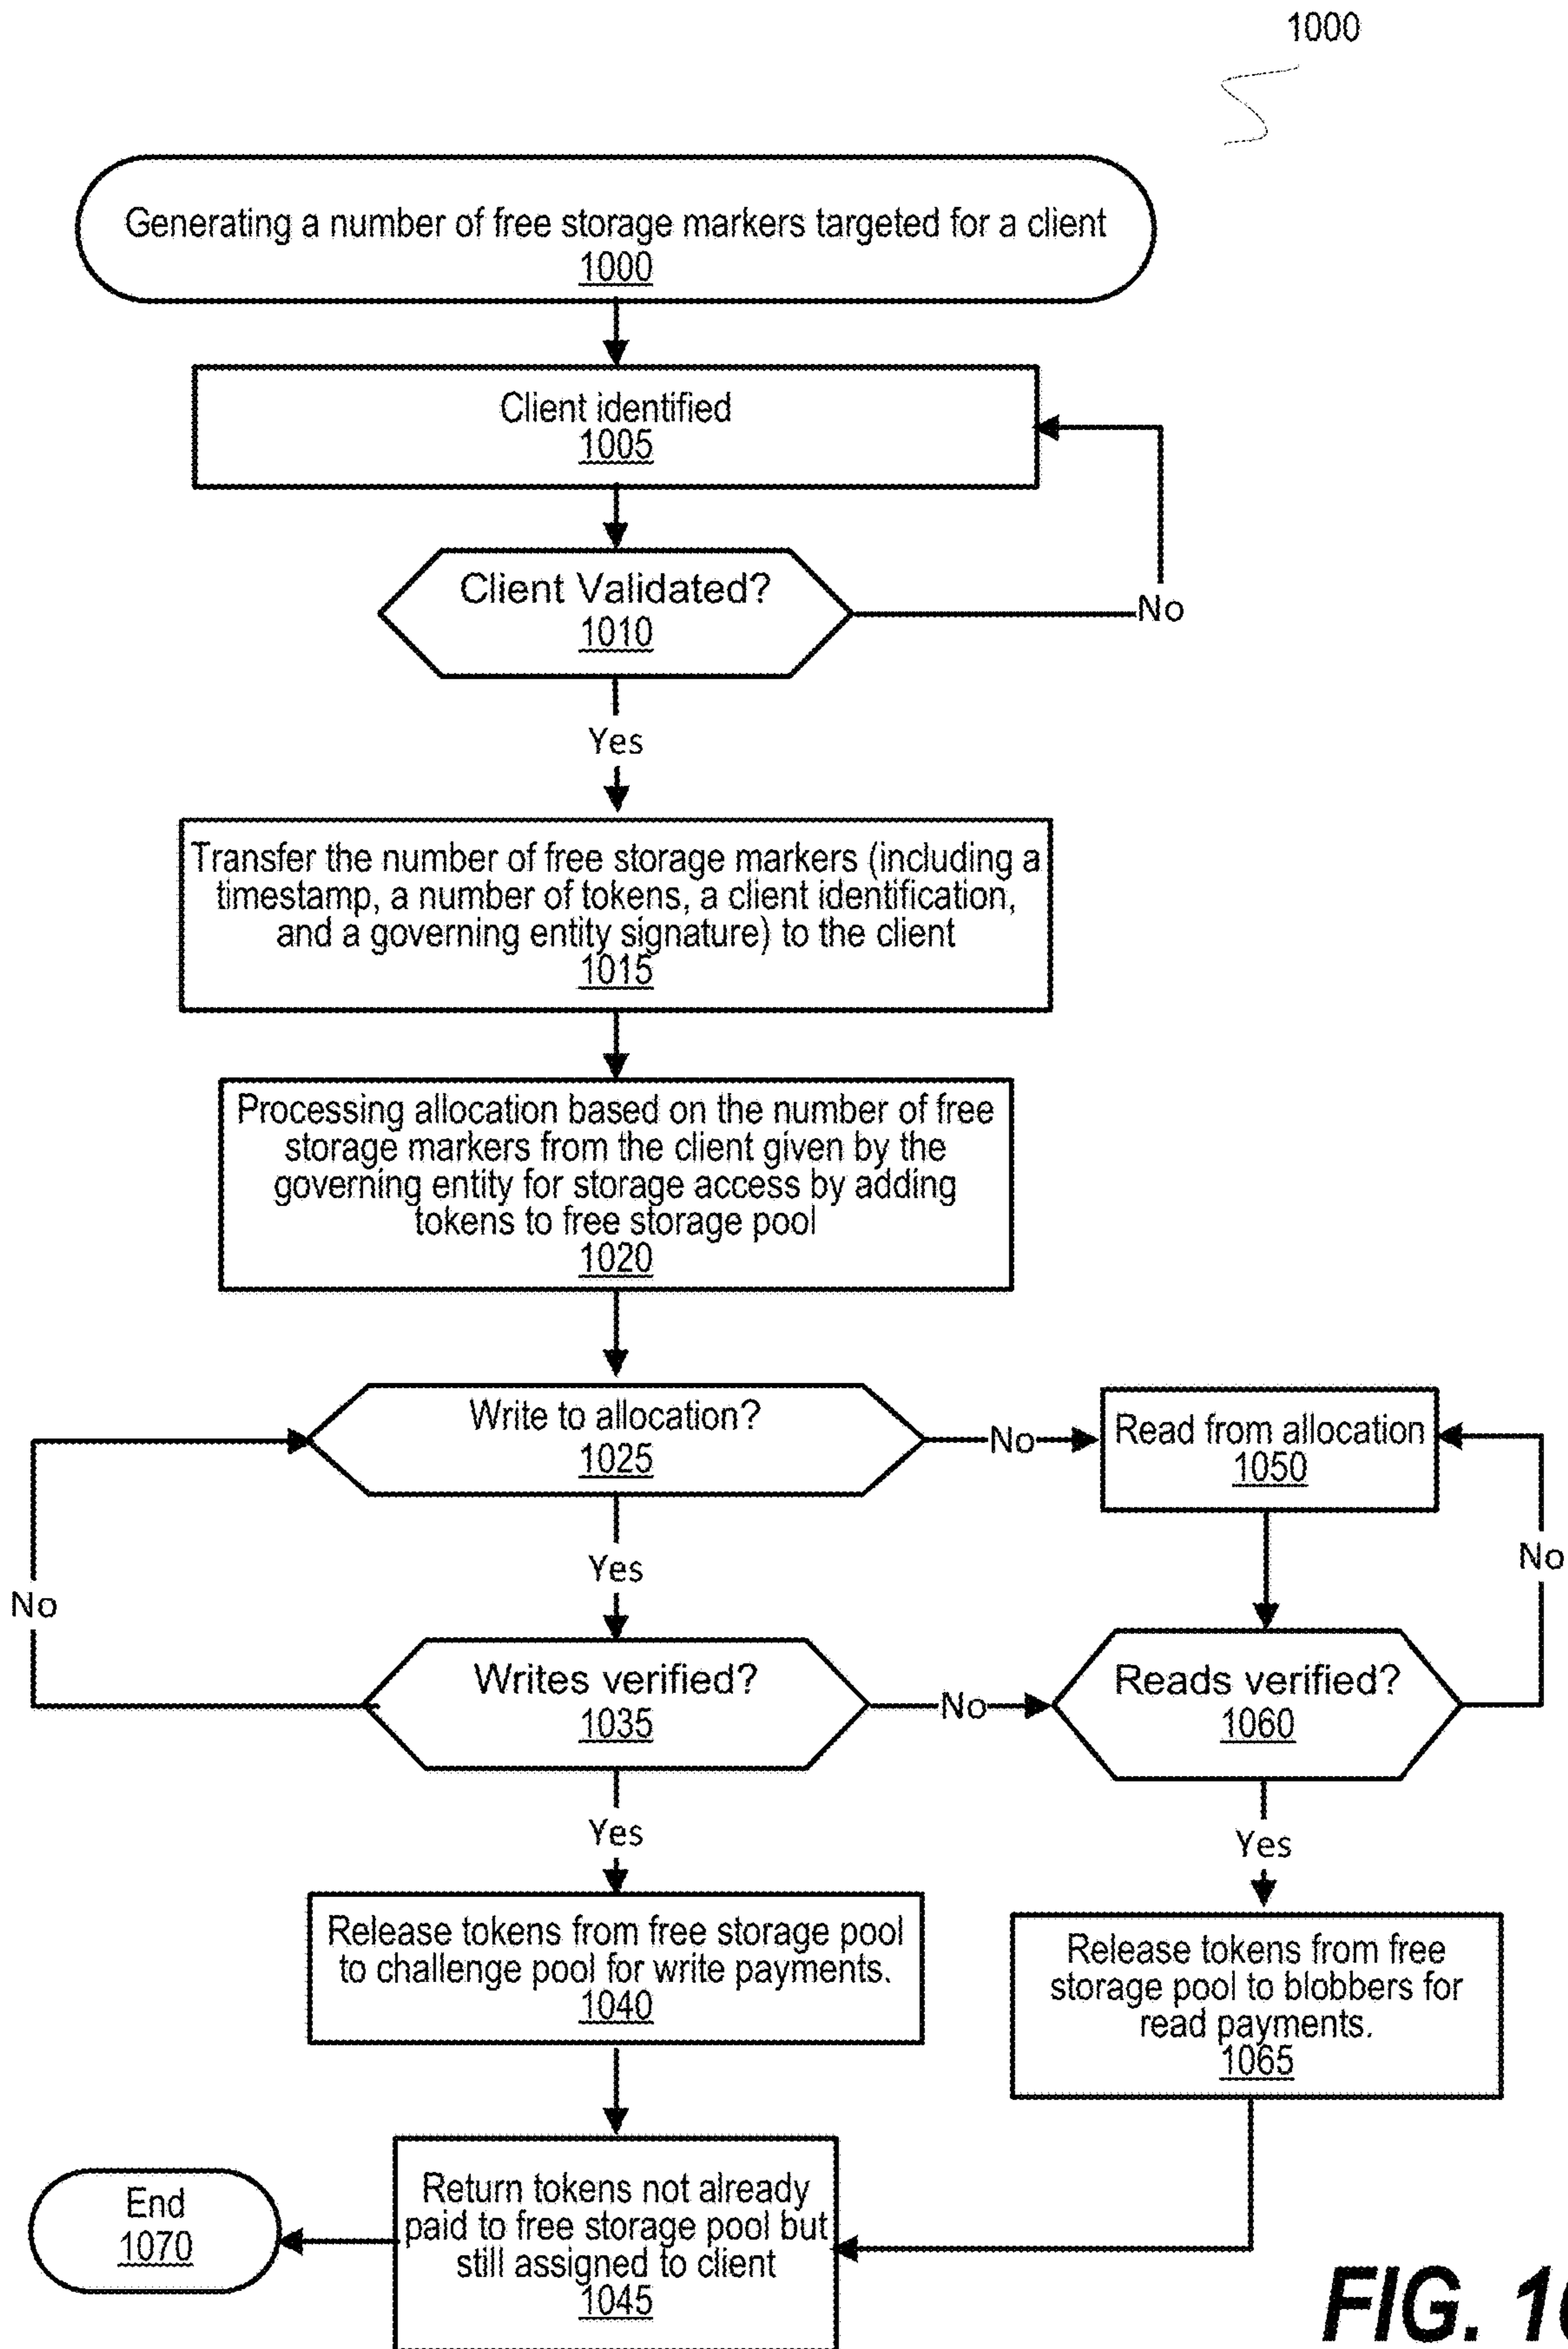 1000
Generating a number of free storage markers targeted for a client
1000
Client identified
1005
Client Validated?
1010
No
Yes
Transfer the number of free storage markers (including a
timestamp, a number of tokens, a client identification,
and a governing entity signature) to the client
1015
Processing allocation based on the number of free
storage markers from the client given by the
governing entity for storage access by adding
tokens to free storage pool
1020
Write to allocation?
1025
No
Read from allocation
1050
Yes
No
No
Writes verified?
1035
No
Reads verified?
1060
Yes
Yes
Release tokens from free storage pool
to challenge pool for write payments.
1040
Release tokens from free
storage pool to blobbers for
read payments.
1065
Return tokens not already
paid to free storage pool but
still assigned to client
1045
End
1070
FIG. 10